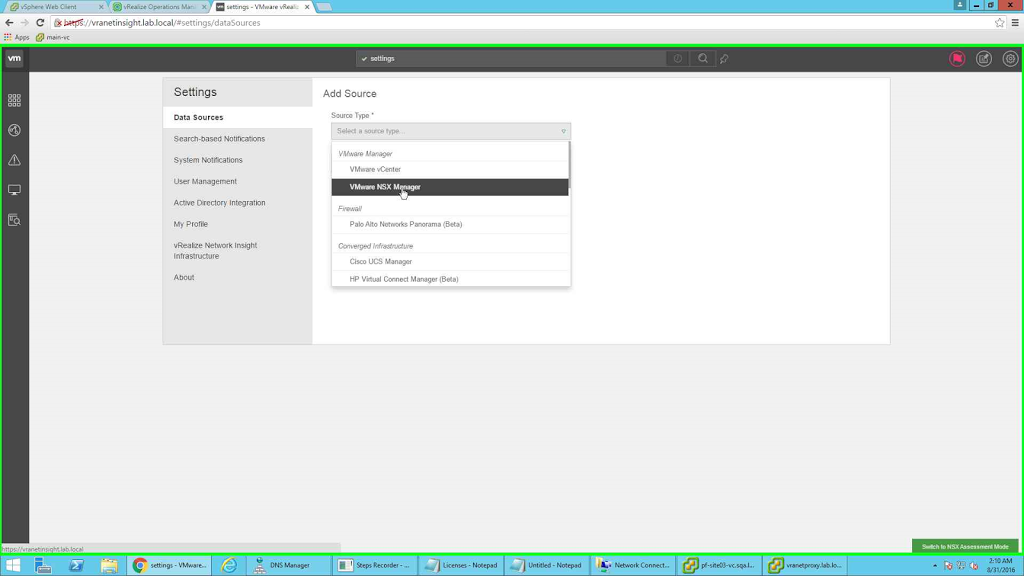 vSphere Web Client
vRealize Operations Man
settings - VMware vReali
https://vranetinsight.lab.local/#settings/dataSources
Apps
main-vc
vm
settings
Settings
Data Sources
Search-based Notifications
System Notifications
User Management
Active Directory Integration
My Profile
vRealize Network Insight
Infrastructure
About
Add Source
Source Type *
Select a source type...
VMware Manager
VMware vCenter
VMware NSX Manager
Firewall
Palo Alto Networks Panorama (Beta)
Converged Infrastructure
Cisco UCS Manager
HP Virtual Connect Manager (Beta)
Switch to NSX Assessment Mode
https://vranetinsight.lab.local
settings - VMware...
DNS Manager
Steps Recorder - ...
Licenses - Notepad
Untitled - Notepad
Network Connect...
pf-site03-vc.sqa.l...
vranetproxy.lab.lo...
2:10 AM
8/31/2016